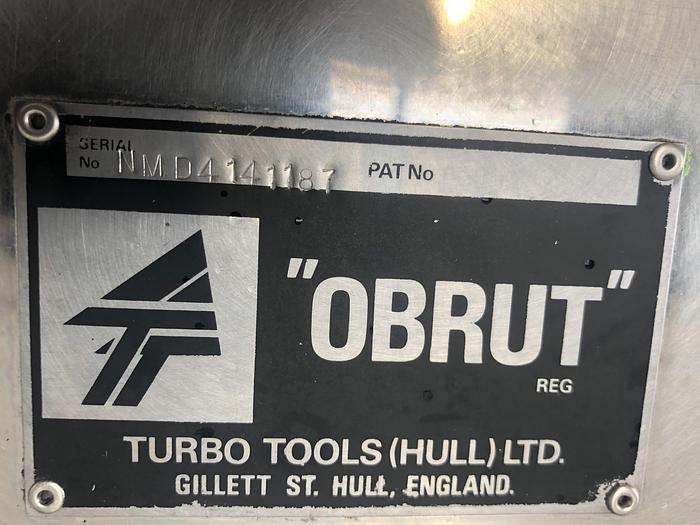 SERIAL
No NMD4141187 PAT No
"OBRUT"
REG
TURBO TOOLS (HULL) LTD.
GILLETT ST. HULL, ENGLAND.